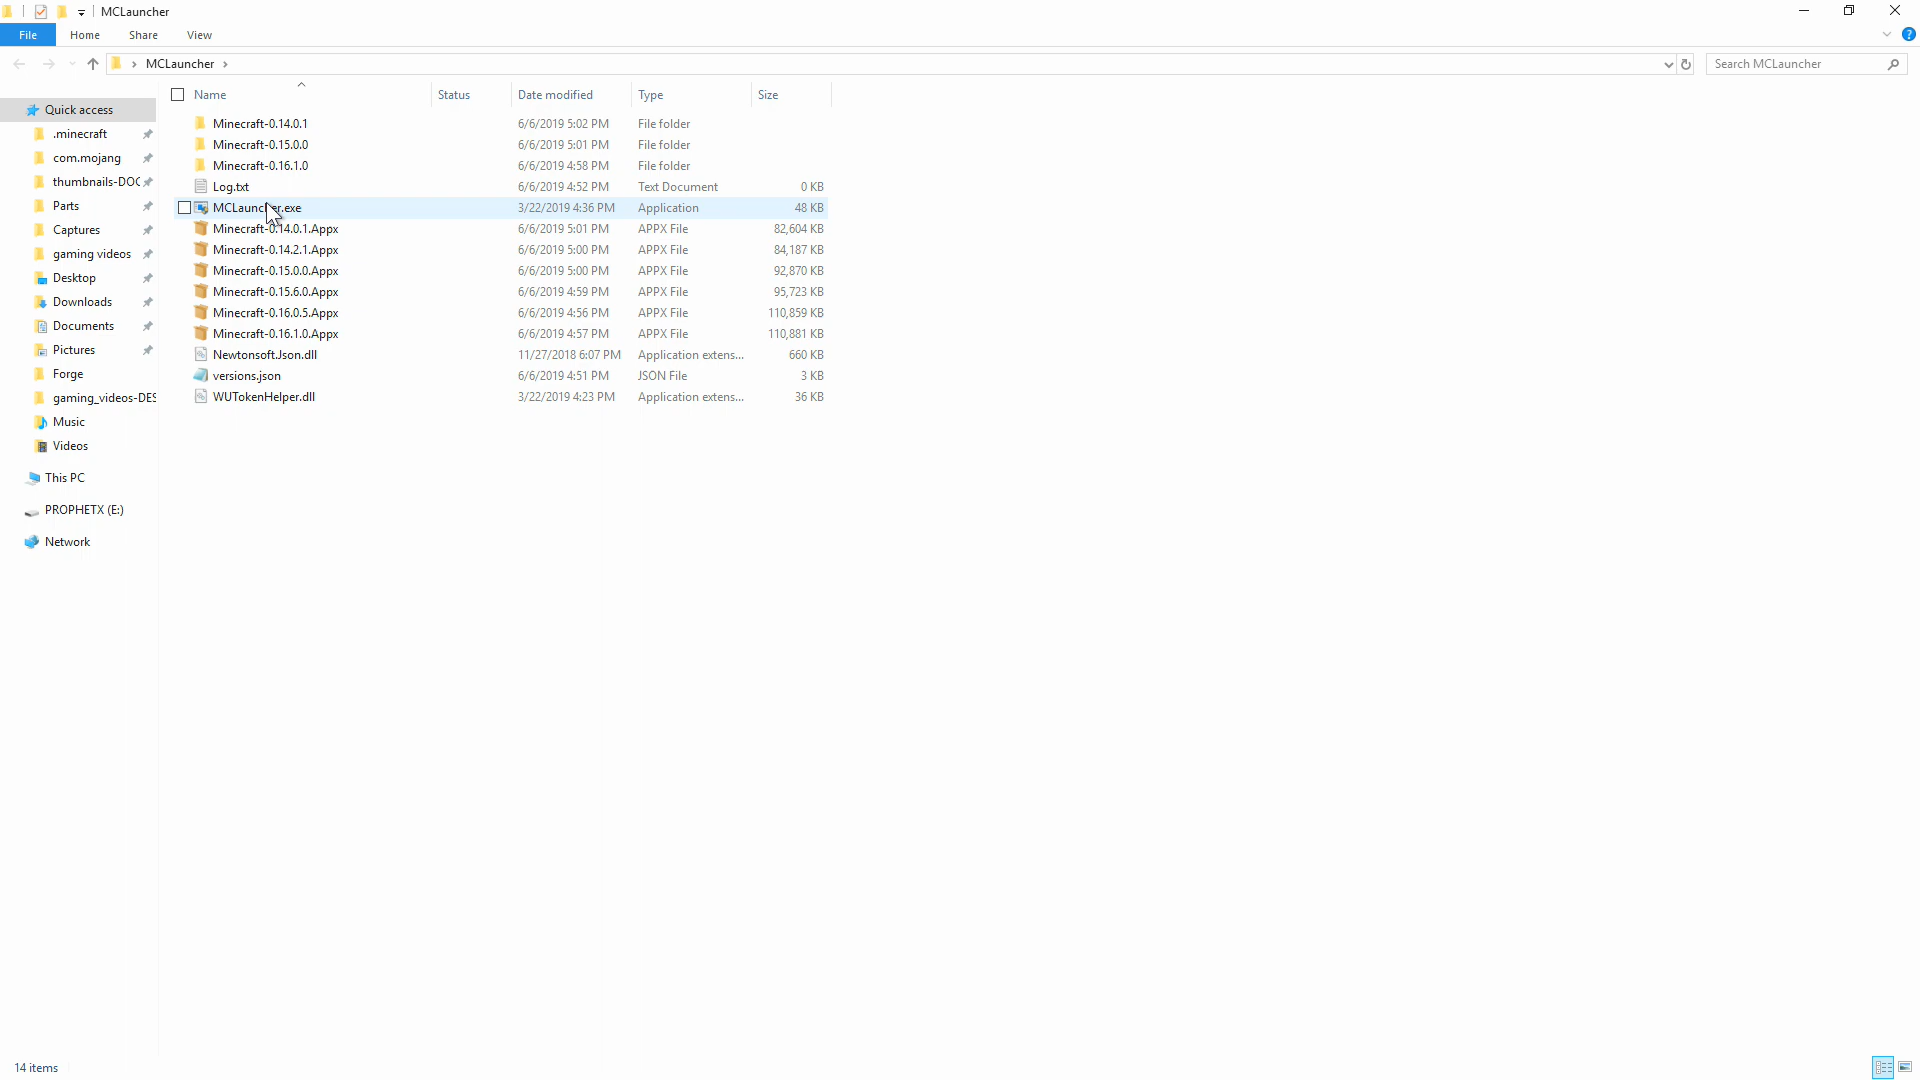 MCLauncher
File Home Share View
MCLauncher
Search MCLauncher
Name Status Date modified Type Size
Quick access
.minecraft
com.mojang
thumbnails-DOC
Parts
Captures
gaming videos
Desktop
Downloads
Documents
Pictures
Forge
gaming_videos-DES
Music
Videos
This PC
PROPHETX (E:)
Network
Minecraft-0.14.0.1 6/6/2019 5:02 PM File folder
Minecraft-0.15.0.0 6/6/2019 5:01 PM File folder
Minecraft-0.16.1.0 6/6/2019 4:58 PM File folder
Log.txt 6/6/2019 4:52 PM Text Document 0 KB
MCLauncher.exe 3/22/2019 4:36 PM Application 48 KB
Minecraft-0.14.0.1.Appx 6/6/2019 5:01 PM APPX File 82,604 KB
Minecraft-0.14.2.1.Appx 6/6/2019 5:00 PM APPX File 84,187 KB
Minecraft-0.15.0.0.Appx 6/6/2019 5:00 PM APPX File 92,870 KB
Minecraft-0.15.6.0.Appx 6/6/2019 4:59 PM APPX File 95,723 KB
Minecraft-0.16.0.5.Appx 6/6/2019 4:56 PM APPX File 110,859 KB
Minecraft-0.16.1.0.Appx 6/6/2019 4:57 PM APPX File 110,881 KB
Newtonsoft.Json.dll 11/27/2018 6:07 PM Application extens... 660 KB
versions.json 6/6/2019 4:51 PM JSON File 3 KB
WUTokenHelper.dll 3/22/2019 4:23 PM Application extens... 36 KB
14 items